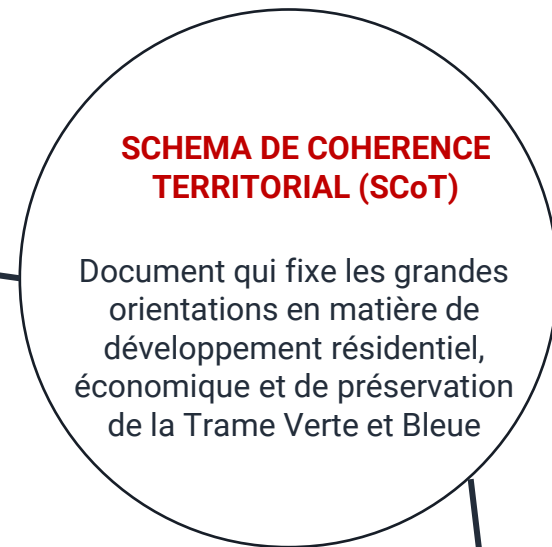 SCHEMA DE COHERENCE
TERRITORIAL (SCoT)
Document qui fixe les grandes
orientations en matière de
développement résidentiel,
économique et de préservation
de la Trame Verte et Bleue